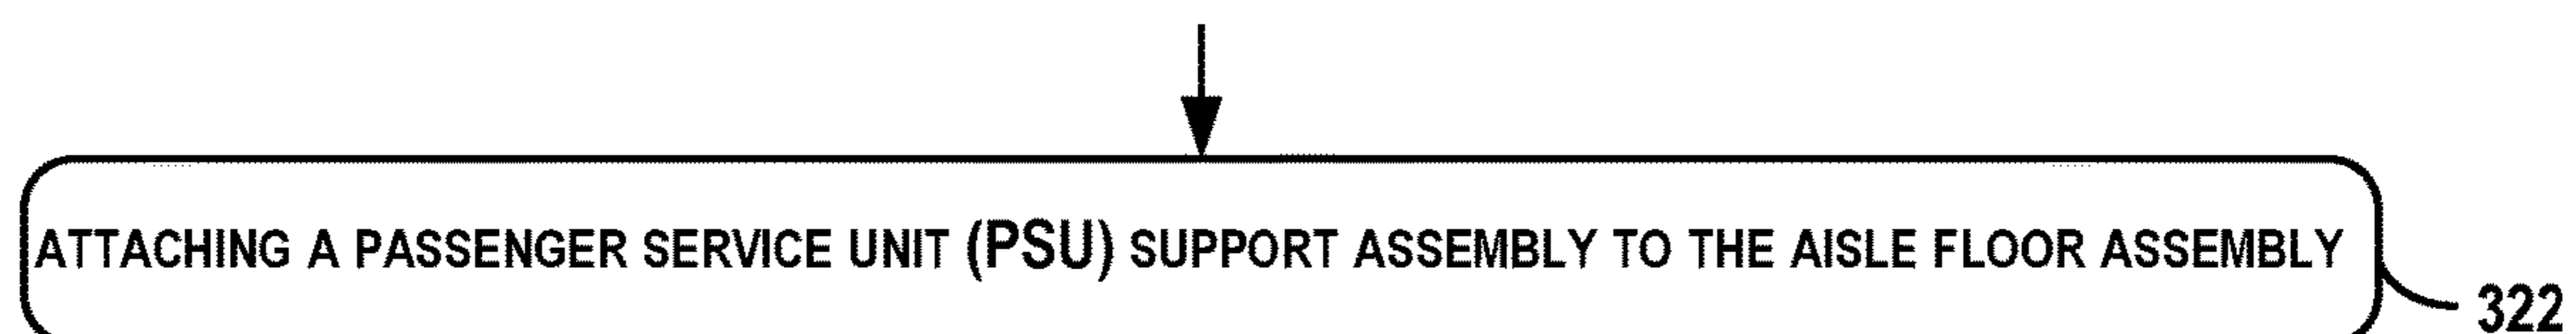 ATTACHING A PASSENGER SERVICE UNIT (PSU) SUPPORT ASSEMBLY TO THE AISLE FLOOR ASSEMBLY
322